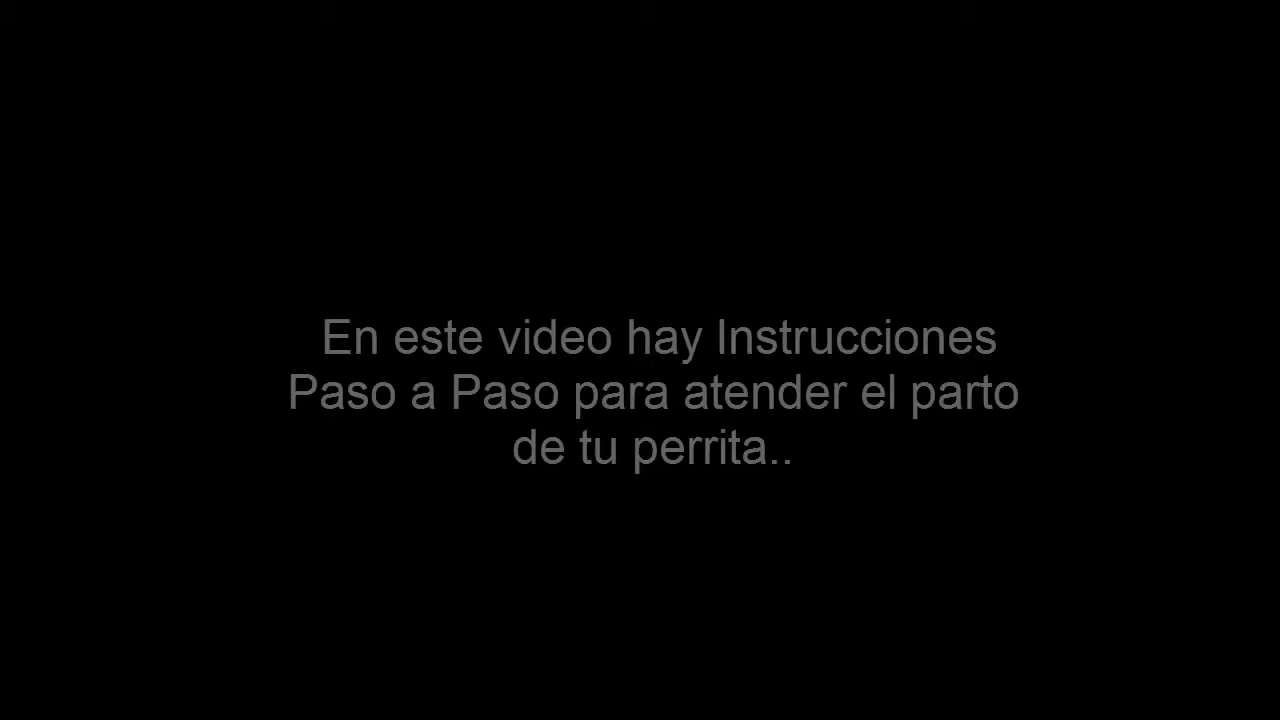 En este video hay Instrucciones
Paso a Paso para atender el parto
de tu perrita..